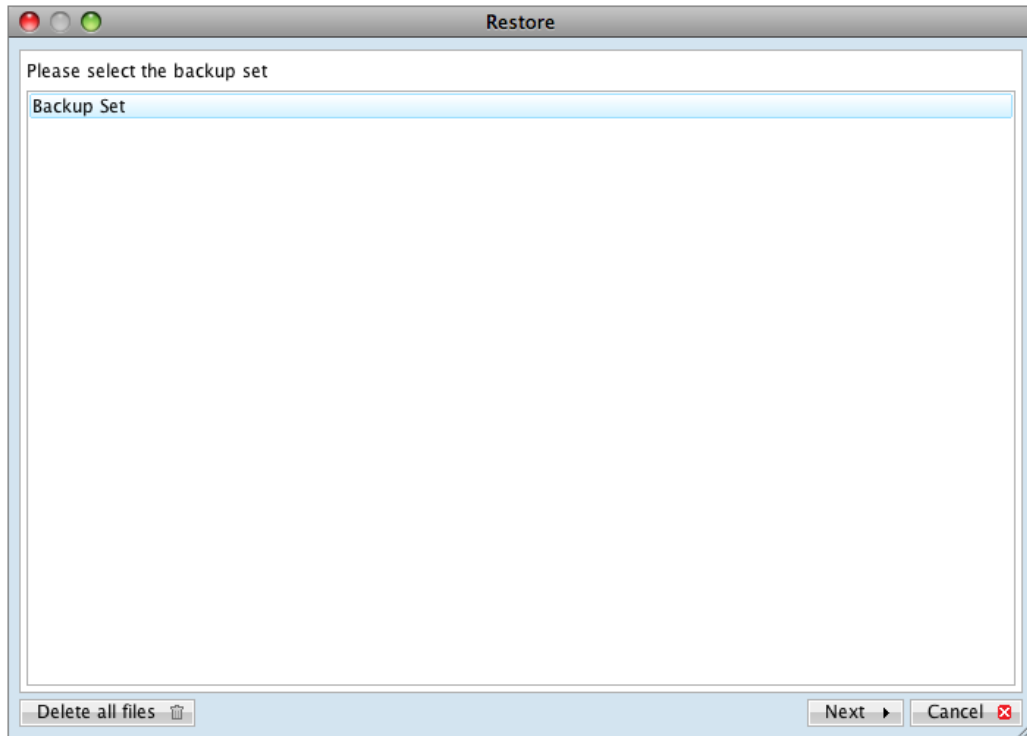 Restore
Please select the backup set
Backup Set
Delete all files
Next
Cancel